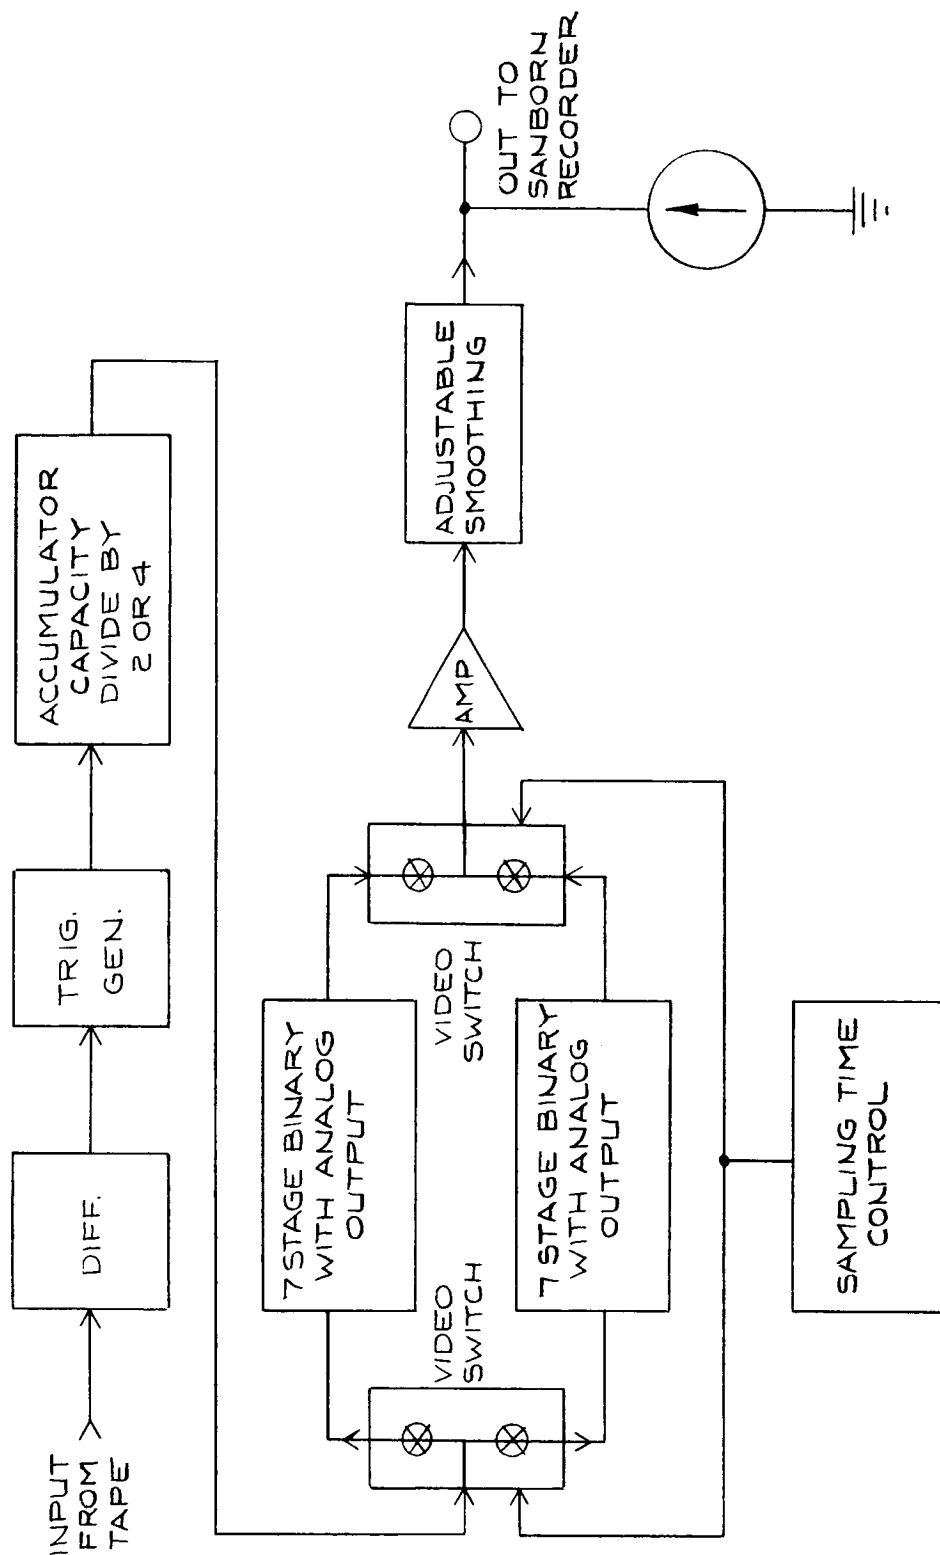 INPUT
FROM
TAPE
DIFF.
TRIG.
GEN.
ACCUMULATOR
CAPACITY
DIVIDE BY
2 OR 4
VIDEO
SWITCH
7 STAGE BINARY
WITH ANALOG
OUTPUT
7 STAGE BINARY
WITH ANALOG
OUTPUT
VIDEO
SWITCH
AMP
ADJUSTABLE
SMOOTHING
OUT TO
SANBORN
RECORDER
SAMPLING TIME
CONTROL